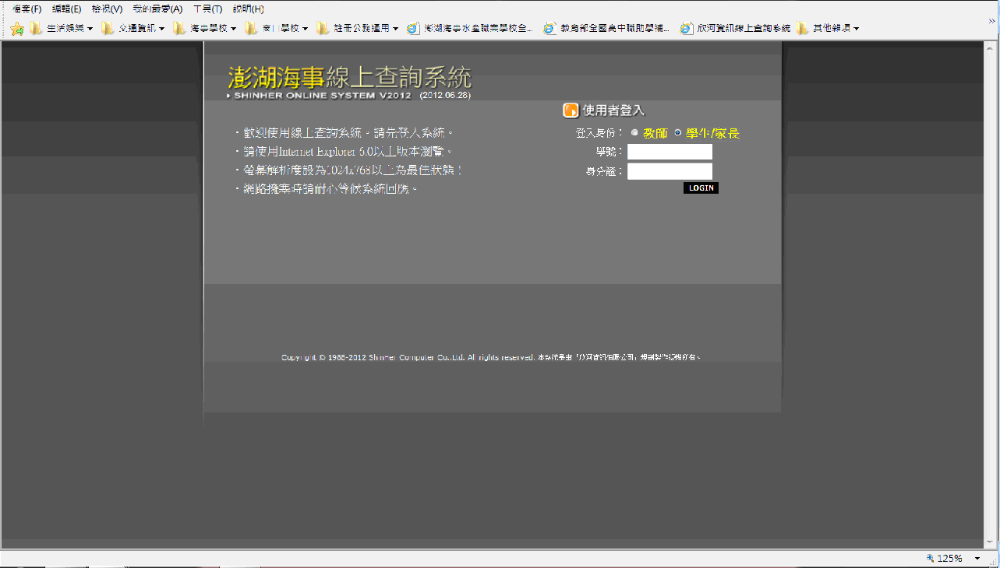 檔案(F) 編輯(E) 檢視(V) 我的最愛(A) 工具(T) 說明(H)
生活娛樂 交通資訊 海事學校 註冊公務適用 澎湖海事水產職業學校全... 教育部全國高中職助學補... 欣河資訊線上查詢系統 其他雜項
澎湖海事線上查詢系統
SHINHER ONLINE SYSTEM V2012 (2012.06.28)
使用者登入
登入身份： 教師 學生/家長
・歡迎使用線上查詢系統。請先登入系統。
學號：
・請使用Internet Explorer 6.0以上版本瀏覽。
身分證：
・螢幕解析度設為1024x768以上為最佳狀態！
LOGIN
・網路擁塞時請耐心等候系統回應。
Copyright © 1988-2012 ShinHer Computer Co.,Ltd. All rights reserved. 本系統是由「欣河資訊有限公司」規劃製作版權所有。
125%